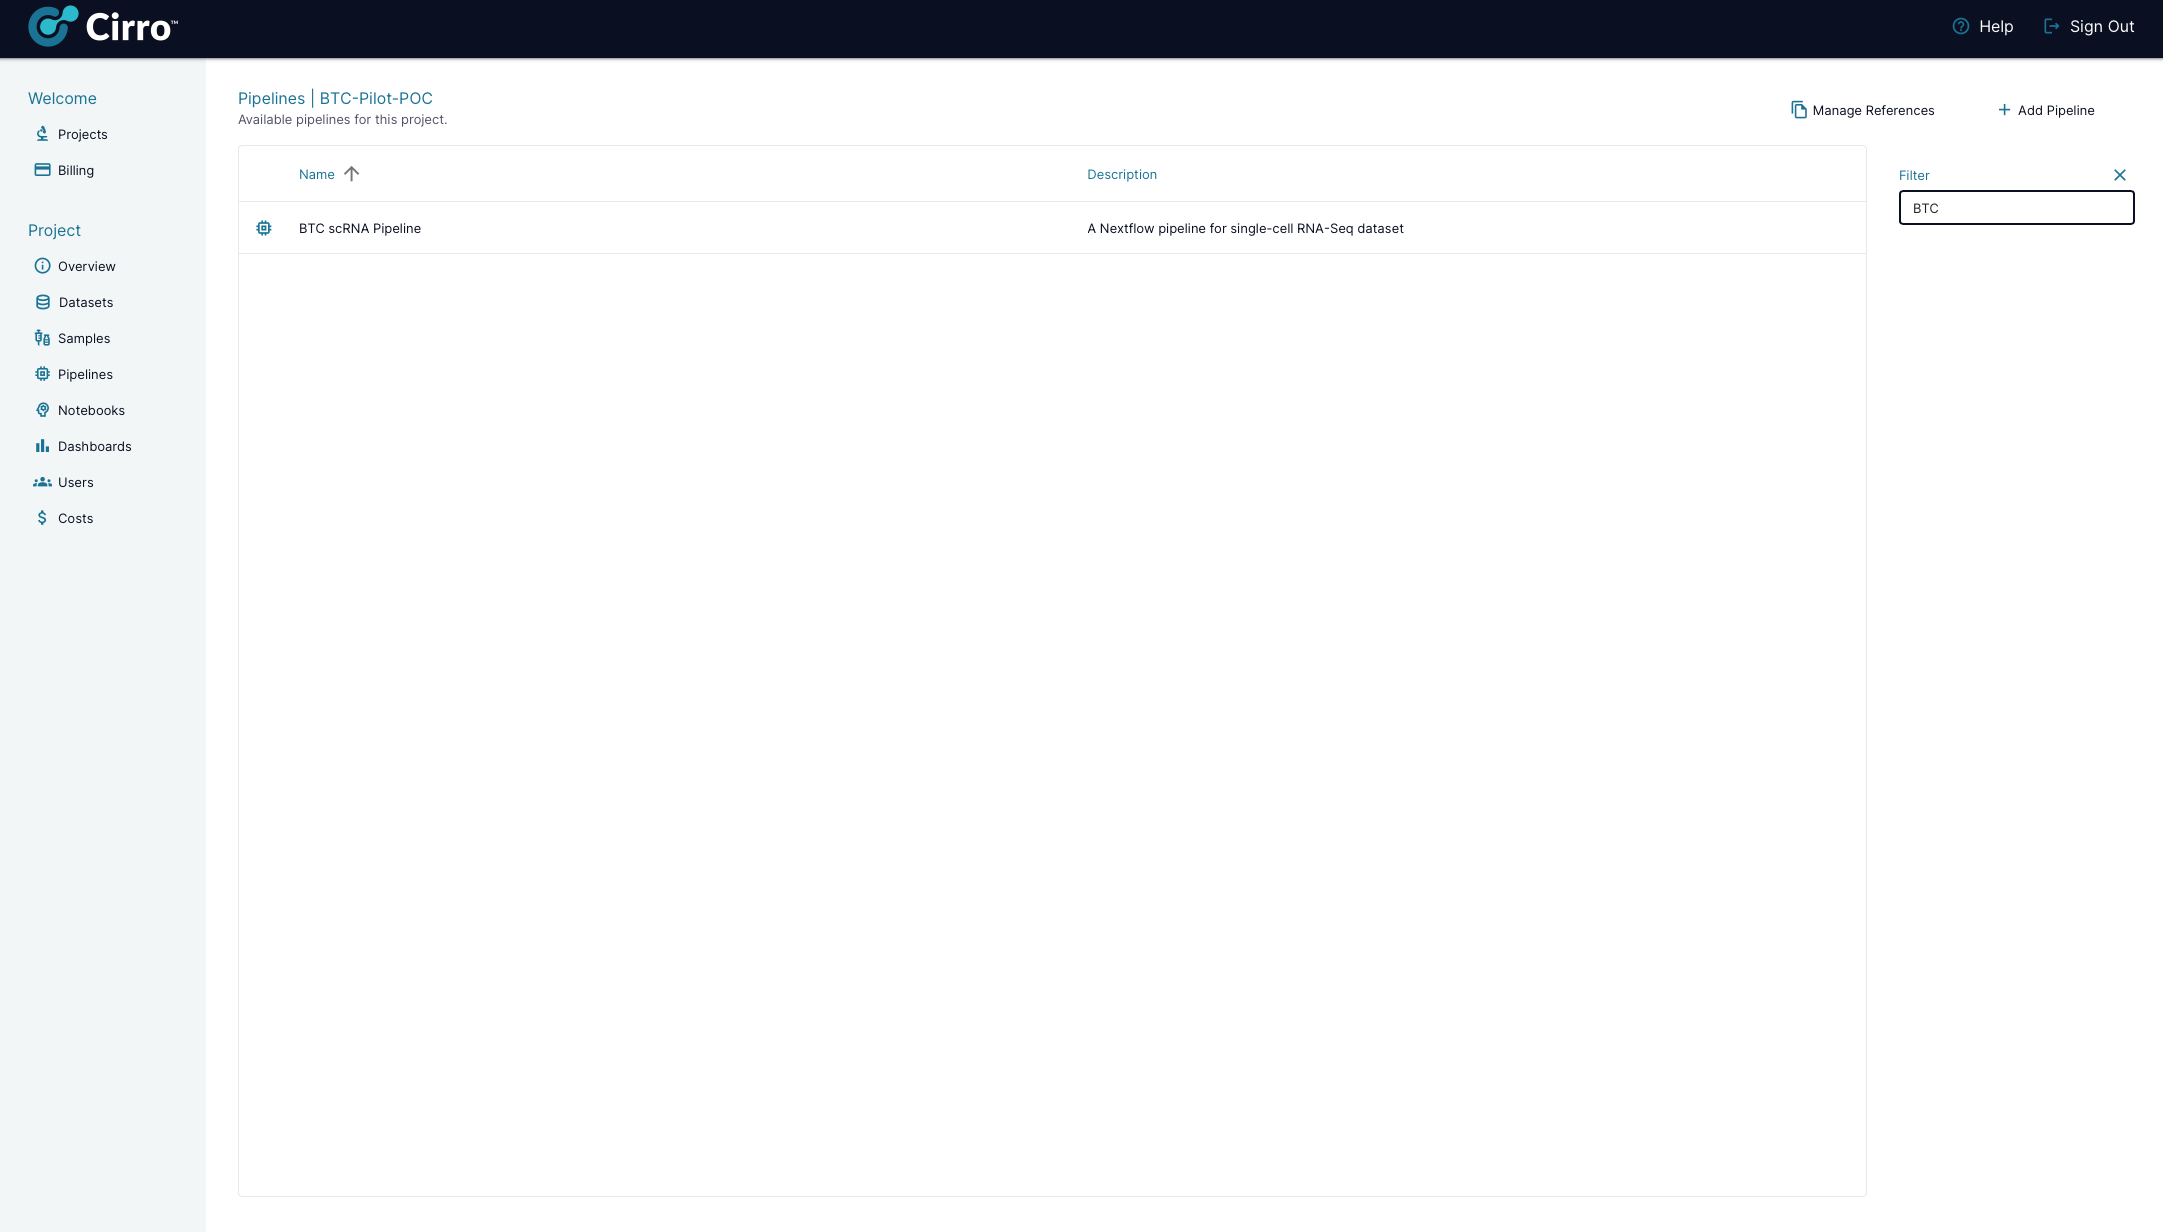 Cirro™
Help
Sign Out
Welcome
Projects
Billing
Project
Overview
Datasets
Samples
Pipelines
Notebooks
Dashboards
Users
Costs
Pipelines | BTC-Pilot-POC
Available pipelines for this project.
Manage References
Add Pipeline
Name
Description
BTC scRNA Pipeline
A Nextflow pipeline for single-cell RNA-Seq dataset
Filter
BTC